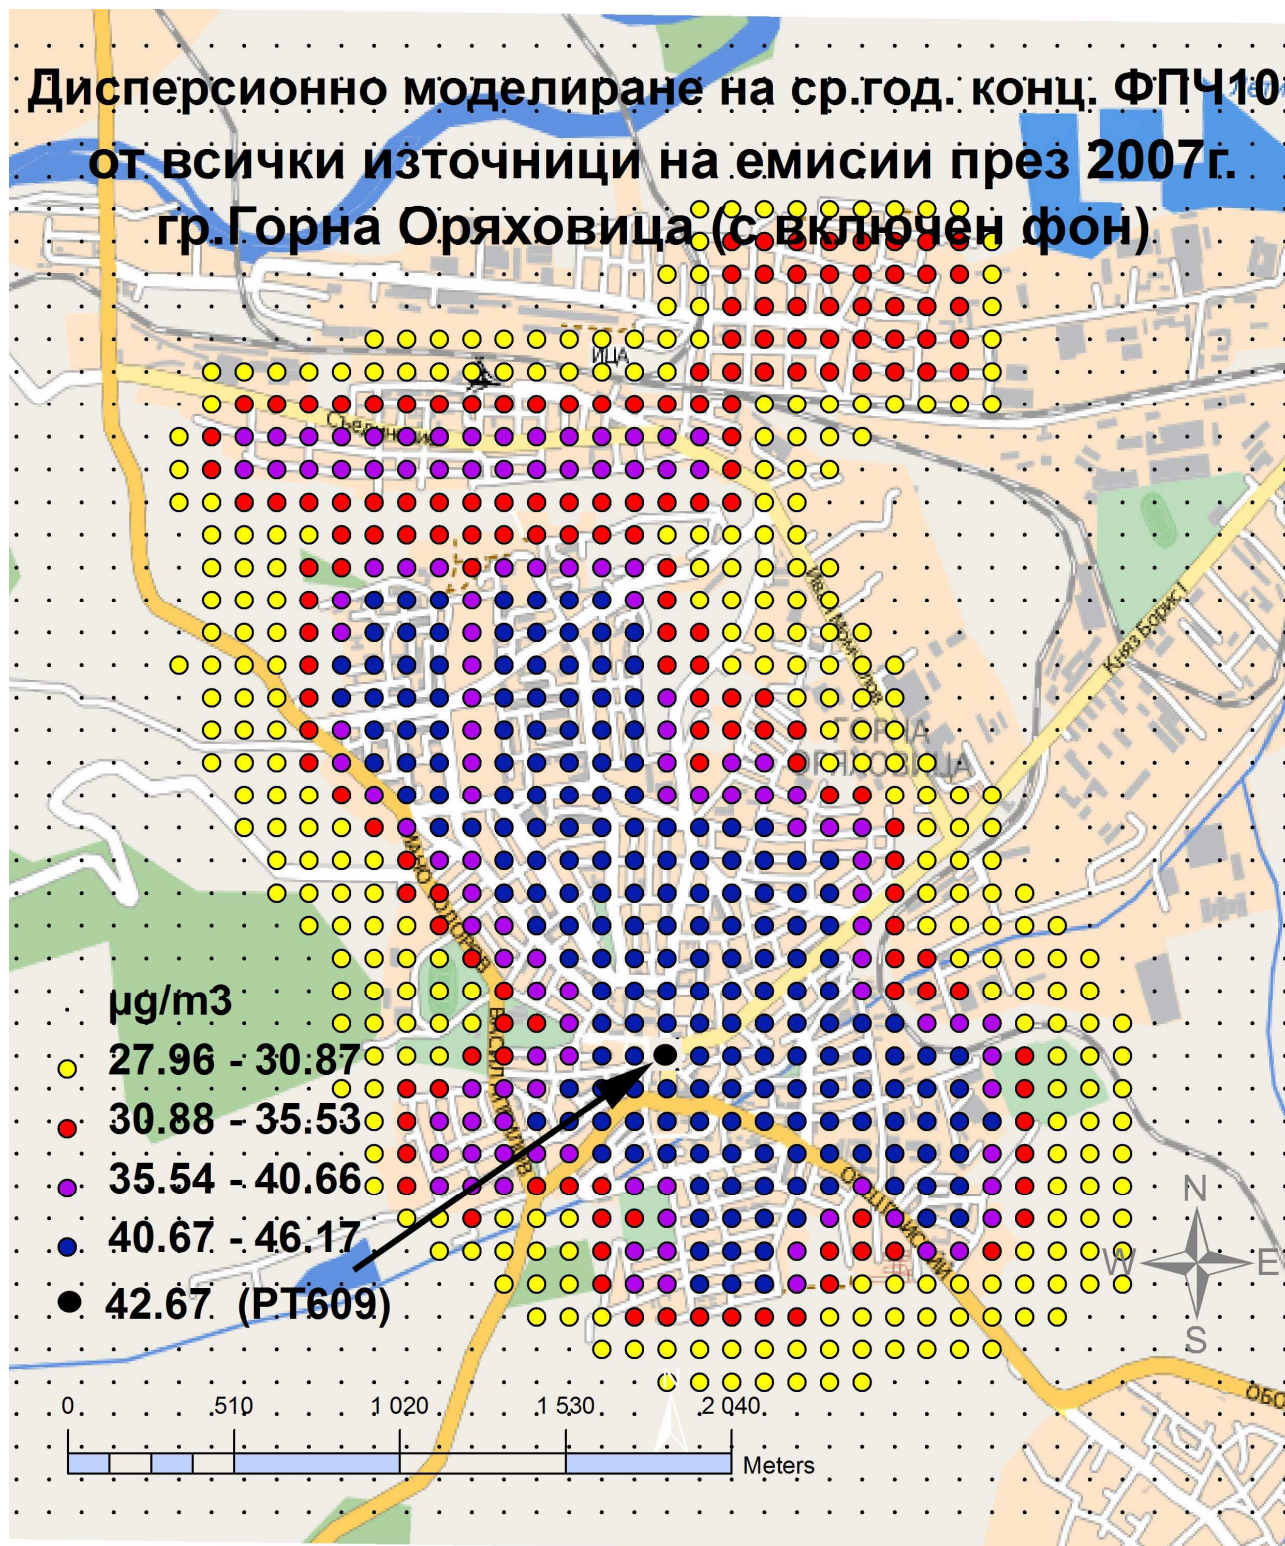 Дисперсионно моделиране на ср.год. конц. ФПЧ10
от всички източници на емисии през 2007г.
гр.Горна Оряховица (с включен фон)
ИЦА
Княз Борис I
ГОРНА
ОРЯХОВИЦА
µg/m3
27.96 - 30.87
30.88 - 35.53
35.54 - 40.66
40.67 - 46.17
42.67 (РТ609)
N
W
E
S
N
0
510
1 020
1 530
2 040
Meters